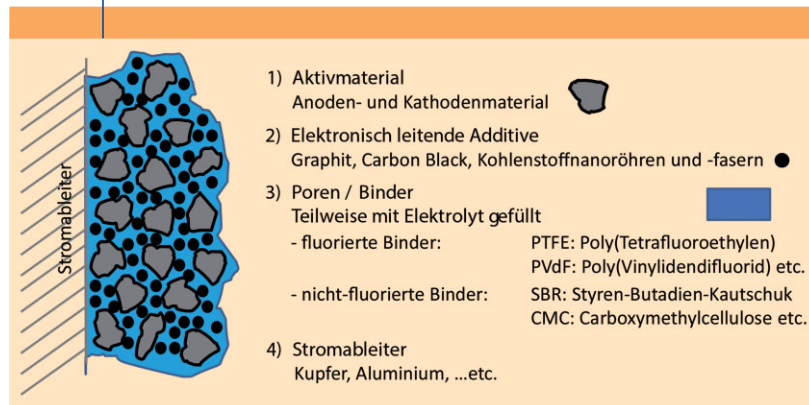 Stromableiter
1) Aktivmaterial
Anoden- und Kathodenmaterial
2) Elektronisch leitende Additive
Graphit, Carbon Black, Kohlenstoffnanoröhren und -fasern
3) Poren / Binder
Teilweise mit Elektrolyt gefüllt
- fluorierte Binder: PTFE: Poly(Tetrafluoroethylen)
PVdF: Poly(Vinylidendifluorid) etc.
- nicht-fluorierte Binder: SBR: Styren-Butadien-Kautschuk
CMC: Carboxymethylcellulose etc.
4) Stromableiter
Kupfer, Aluminium, ...etc.